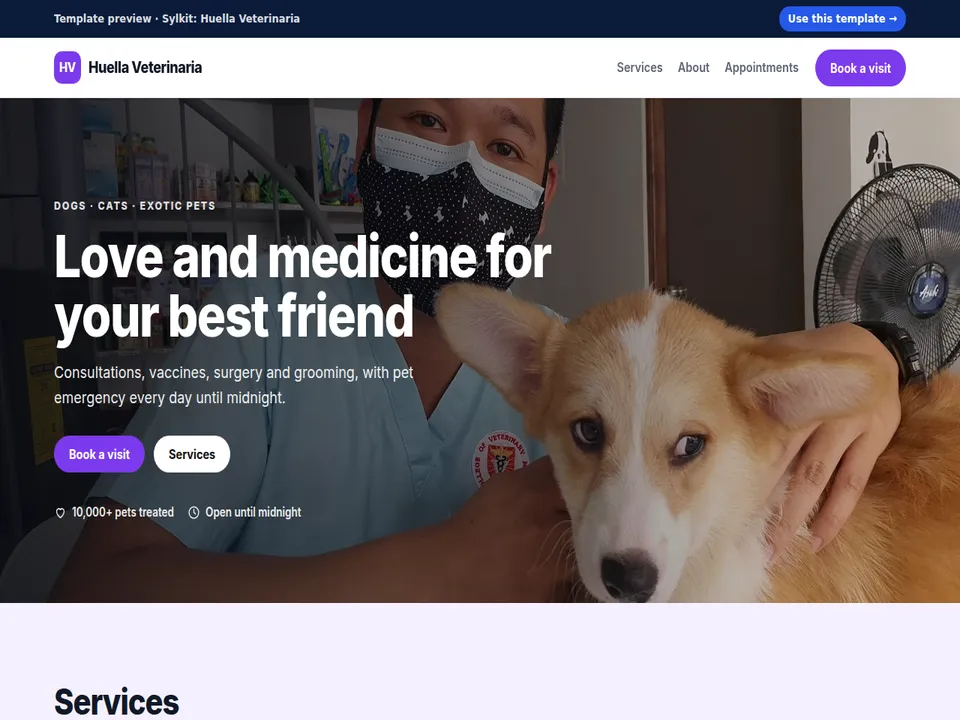 Template preview · Sylkit: Huella Veterinaria
Use this template →
HV
Huella Veterinaria
Services
About
Appointments
Book a visit
DOGS · CATS · EXOTIC PETS
Love and medicine for
your best friend
Consultations, vaccines, surgery and grooming, with pet
emergency every day until midnight.
Book a visit
Services
10,000+ pets treated
Open until midnight
Asahi
Services